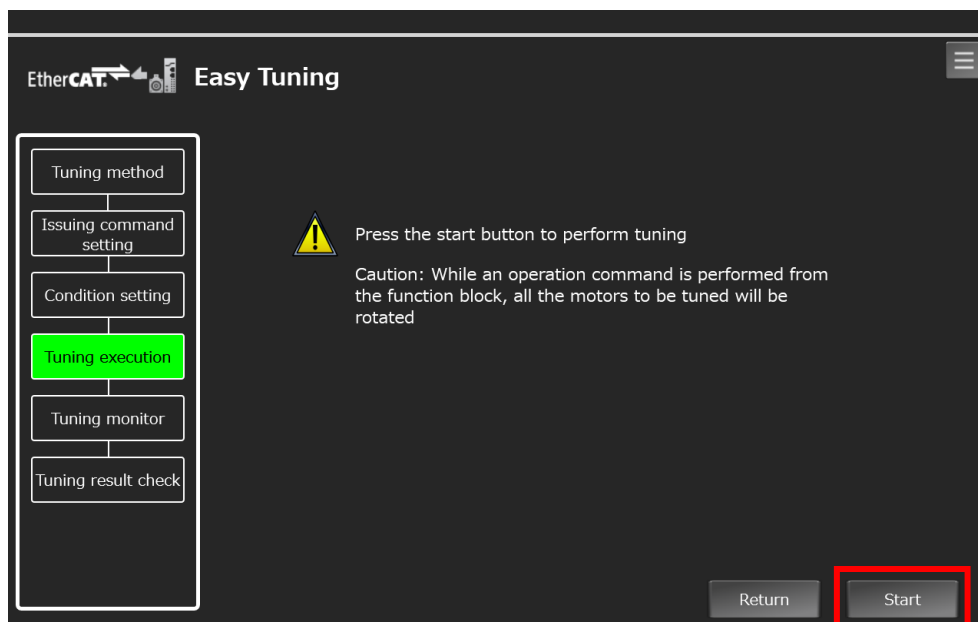 EtherCAT.
Easy Tuning
Tuning method
Issuing command
setting
Condition setting
Tuning execution
Tuning monitor
Tuning result check
Press the start button to perform tuning
Caution: While an operation command is performed from
the function block, all the motors to be tuned will be
rotated
Return
Start